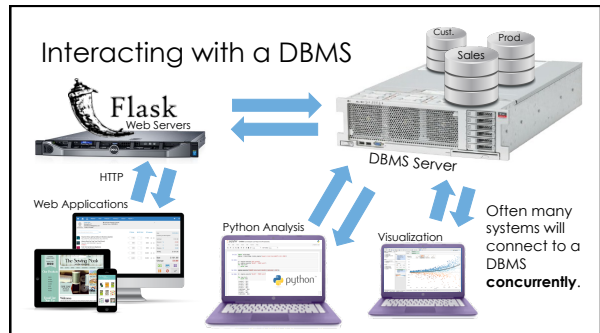 Interacting with a DBMS
Cust.
Prod.
Sales
Flask
Web Servers
DBMS Server
HTTP
Web Applications
Python Analysis
Visualization
python
Often many
systems will
connect to a
DBMS
concurrently.